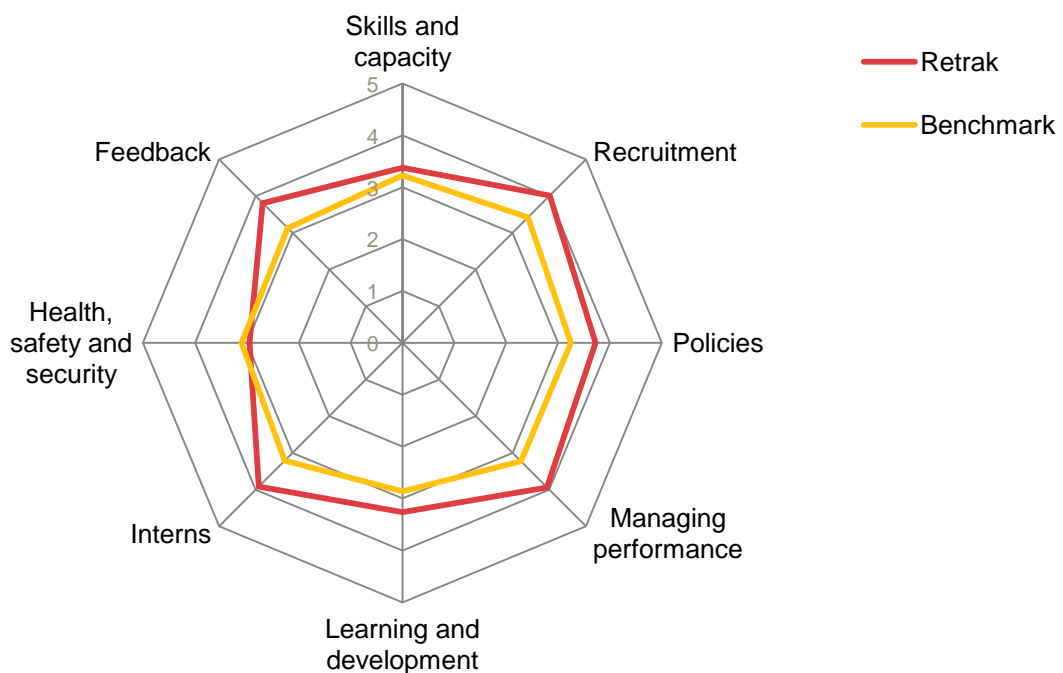 Skills and
capacity
Retrak
Benchmark
5
4
3
2
1
0
Recruitment
Policies
Managing
performance
Learning and
development
Interns
Health,
safety and
security
Feedback